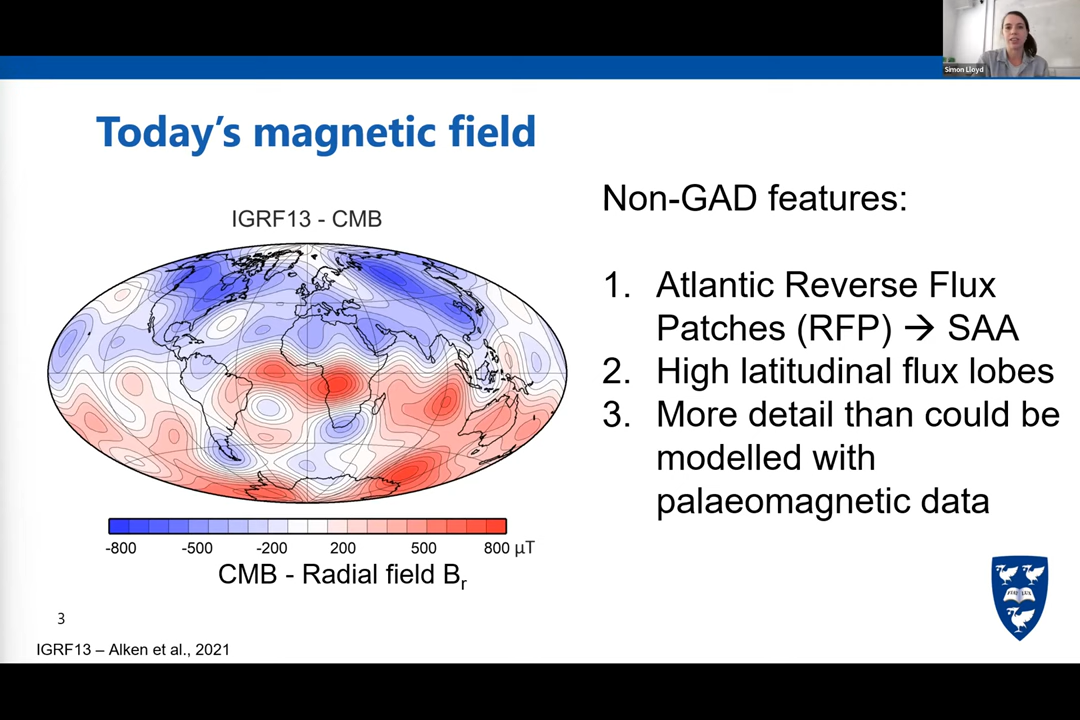 Simon Lloyd
Today’s magnetic field
IGRF13 - CMB
-800 -500 -200 200 500 800 µT
CMB - Radial field Br
Non-GAD features:
1. Atlantic Reverse Flux
Patches (RFP) → SAA
2. High latitudinal flux lobes
3. More detail than could be
modelled with
palaeomagnetic data
3
IGRF13 – Alken et al., 2021